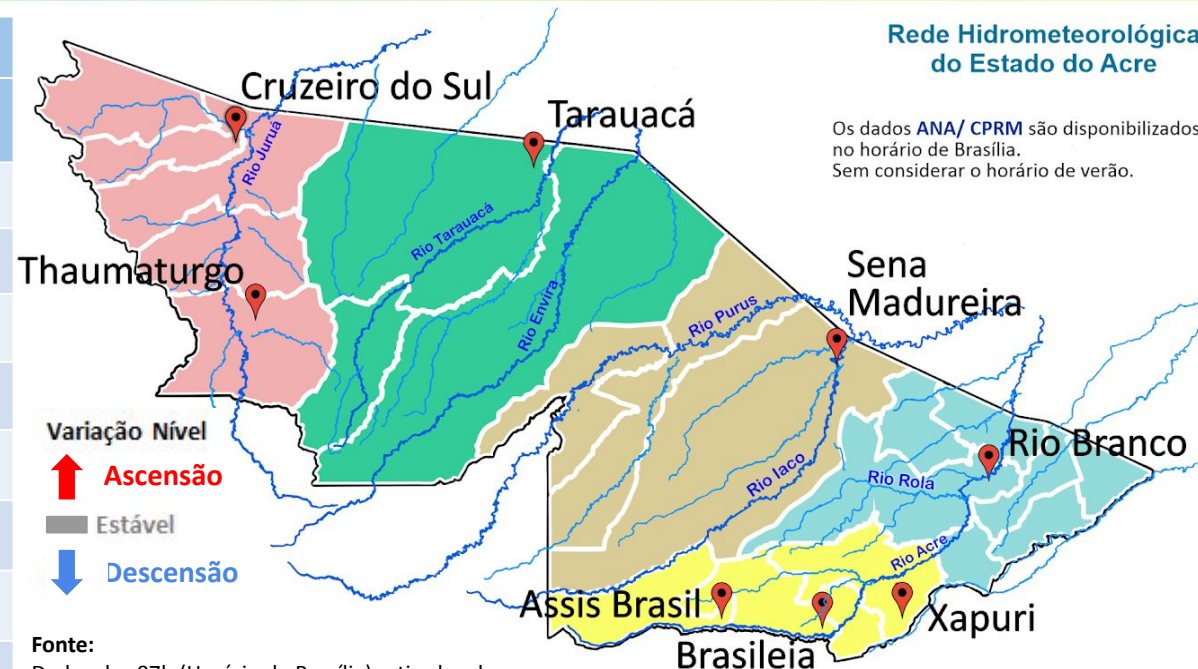 Rede Hidrometeorológica
do Estado do Acre
Os dados ANA/ CPRM são disponibilizados
no horário de Brasília.
Sem considerar o horário de verão.
Cruzeiro do Sul
Tarauacá
Rio Juruá
Rio Tarauacá
Thaumaturgo
Sena
Madureira
Rio Envira
Rio Purus
Variação Nível
Ascensão
Estável
Descensão
Rio Branco
Rio Iaco
Rio Rola
Rio Acre
Assis Brasil
Xapuri
Brasileia
Fonte: